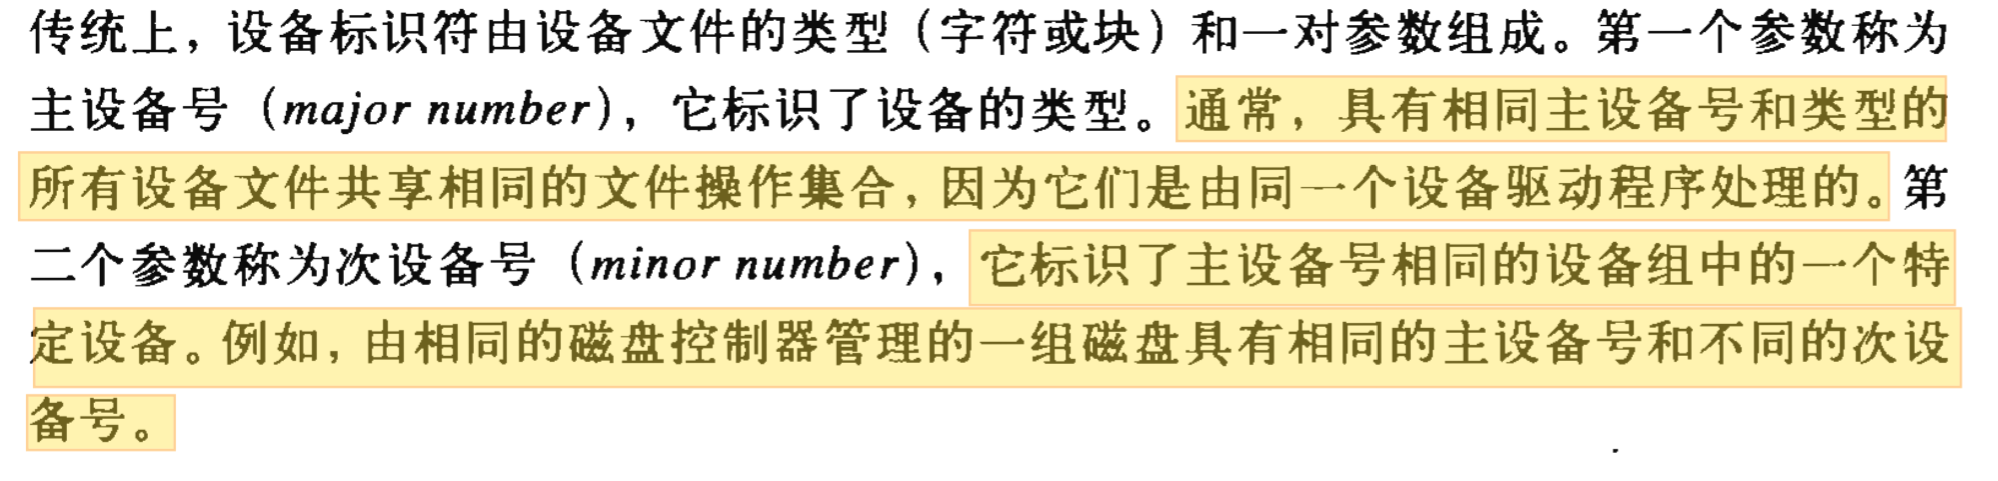 传统上，设备标识符由设备文件的类型（字符或块）和一对参数组成。第一个参数称为
主设备号（major number），它标识了设备的类型。通常，具有相同主设备号和类型的
所有设备文件共享相同的文件操作集合，因为它们是由同一个设备驱动程序处理的。第
二个参数称为次设备号（minor number），它标识了主设备号相同的设备组中的一个特
定设备。例如，由相同的磁盘控制器管理的一组磁盘具有相同的主设备号和不同的次设
备号。